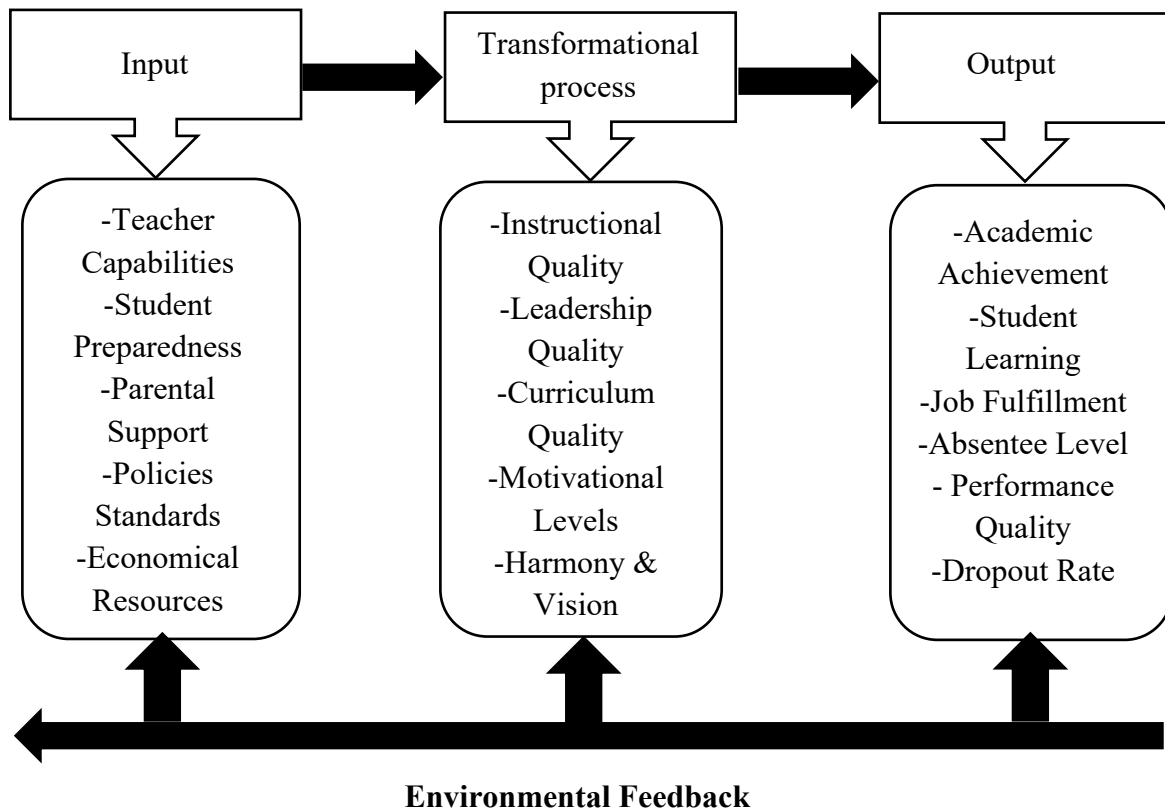 Input
Transformational
process
Output
-Teacher
Capabilities
-Student
Preparedness
-Parental
Support
-Policies
Standards
-Economical
Resources
-Instructional
Quality
-Leadership
Quality
-Curriculum
Quality
-Motivational
Levels
-Harmony &
Vision
-Academic
Achievement
-Student
Learning
-Job Fulfillment
-Absentee Level
- Performance
Quality
-Dropout Rate
Environmental Feedback